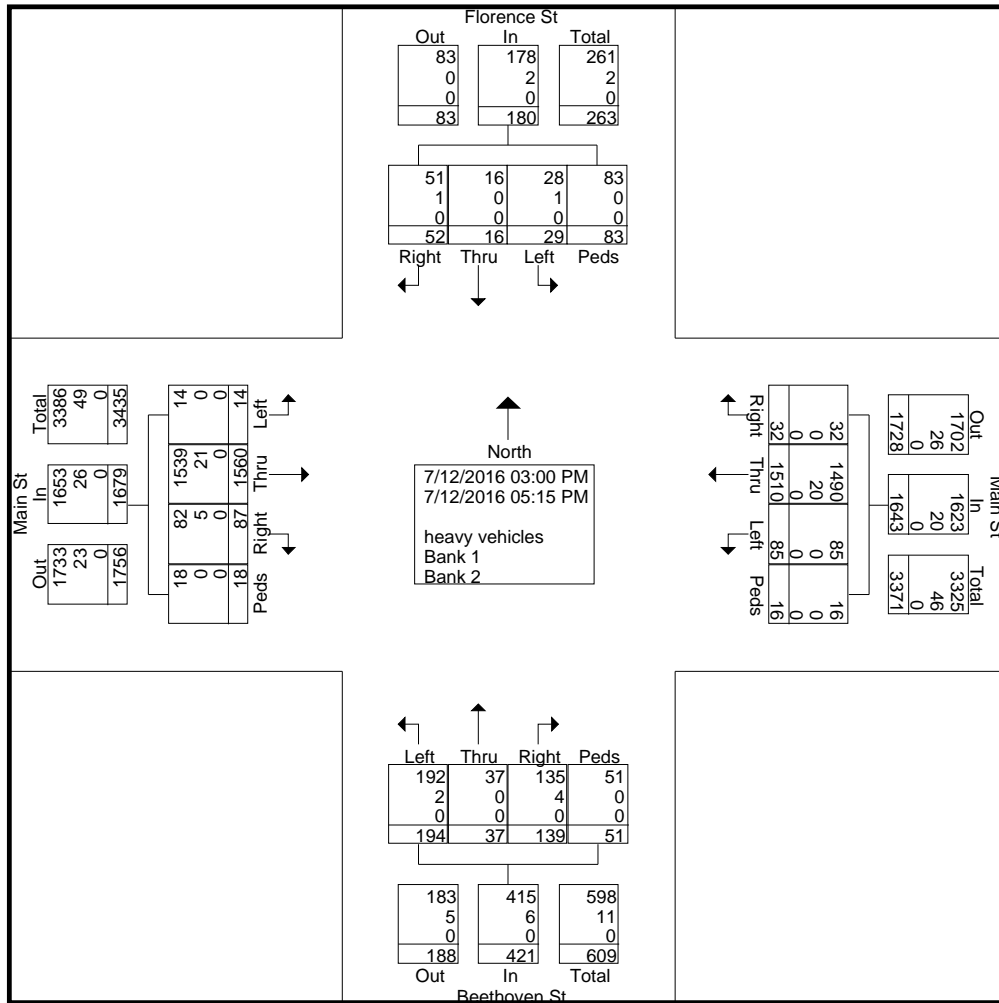 Florence St
Out In Total
83 178 261
0 2 2
0 0 0
83 180 263
51 16 28 83
1 0 1 0
0 0 0 0
52 16 29 83
Right Thru Left Peds
Main St
Total In Out
3386 1653 1733
49 26 23
0 0 0
3435 1679 1756
14 1539 82 18
0 21 5 0
0 0 0 0
14 1560 87 18
Left Thru Right Peds
North
7/12/2016 03:00 PM
7/12/2016 05:15 PM
heavy vehicles
Bank 1
Bank 2
Right Thru Left Peds
32 1490 85 16
0 20 0 0
0 0 0 0
32 1510 85 16
Main St
Out In Total
1702 1623 3325
26 20 46
0 0 0
1728 1643 3371
Left Thru Right Peds
192 37 135 51
2 0 4 0
0 0 0 0
194 37 139 51
183 415 598
5 6 11
0 0 0
188 421 609
Out In Total
Beethoven St